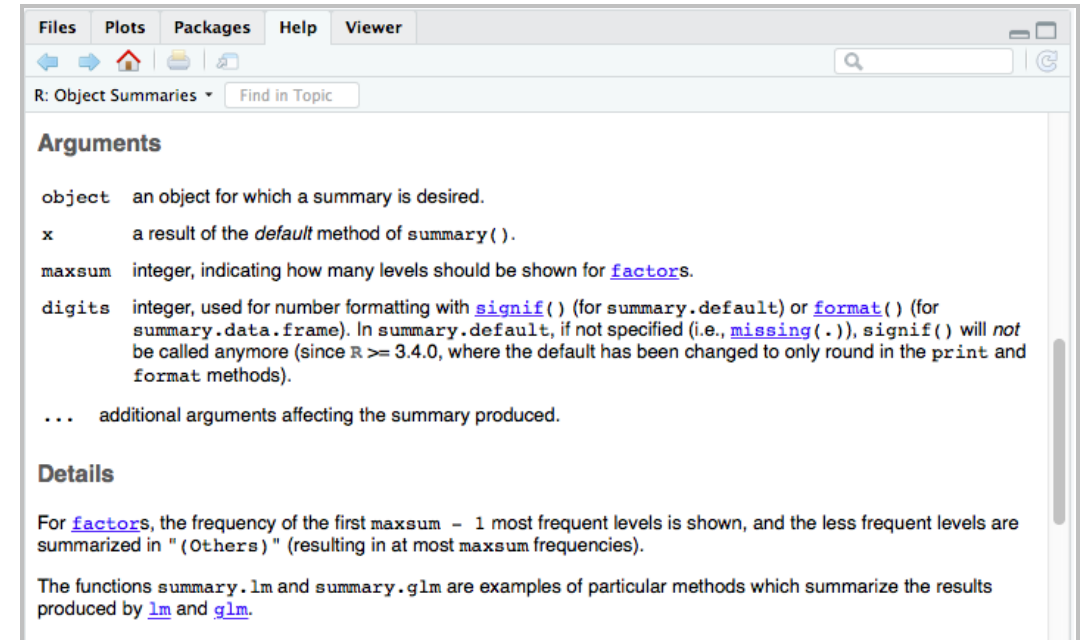 Files Plots Packages Help Viewer
R: Object Summaries Find in Topic
Arguments
object an object for which a summary is desired.
x a result of the default method of summary().
maxsum integer, indicating how many levels should be shown for factors.
digits integer, used for number formatting with signif() (for summary.default) or format() (for
summary.data.frame). In summary.default, if not specified (i.e., missing(.)), signif() will not
be called anymore (since R >= 3.4.0, where the default has been changed to only round in the print and
format methods).
... additional arguments affecting the summary produced.
Details
For factors, the frequency of the first maxsum - 1 most frequent levels is shown, and the less frequent levels are
summarized in "(Others)" (resulting in at most maxsum frequencies).
The functions summary.lm and summary.glm are examples of particular methods which summarize the results
produced by lm and glm.